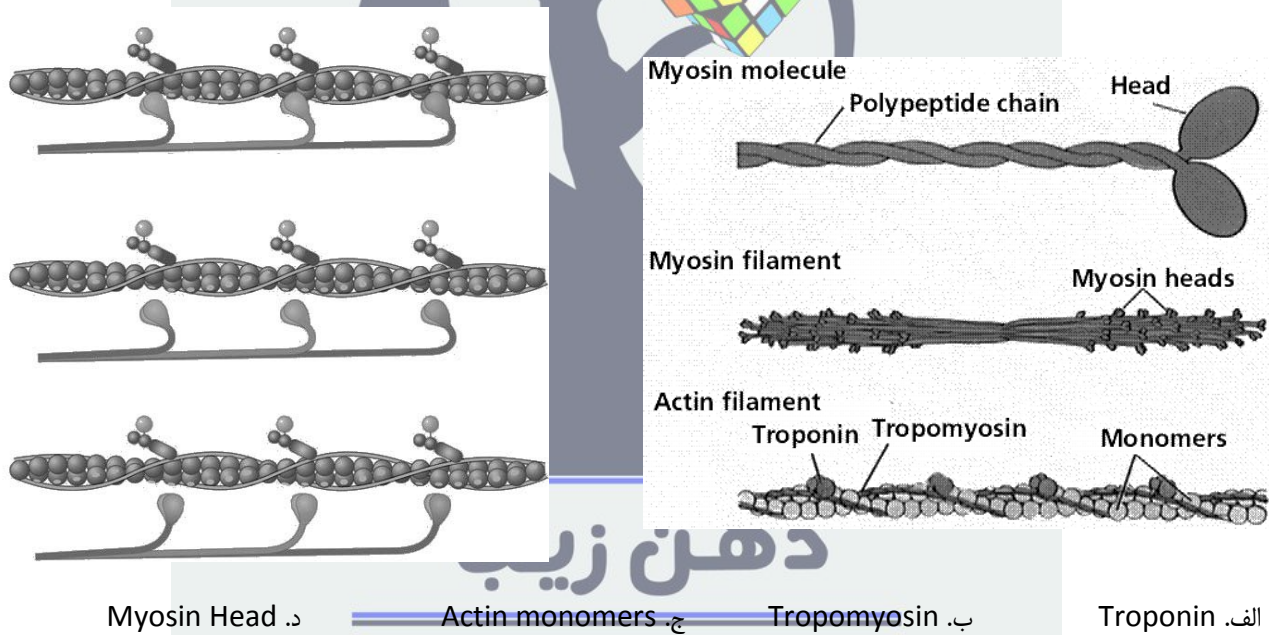 Myosin molecule
Polypeptide chain
Head
Myosin filament
Myosin heads
Actin filament
Troponin
Tropomyosin
Monomers
ذهن زیب
الف. Troponin ب. Tropomyosin ج. Actin monomers د. Myosin Head